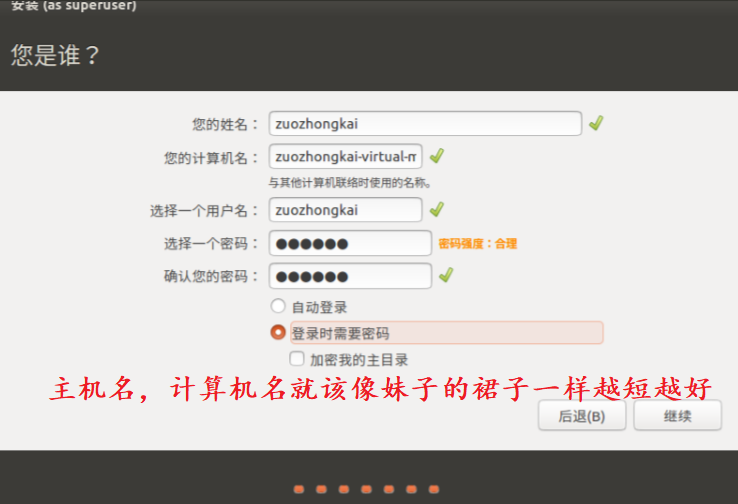 安装 (as superuser)
您是谁？
您的姓名： zuozhongkai
您的计算机名： zuozhongkai-virtual-m
与其他计算机联络时使用的名称。
选择一个用户名： zuozhongkai
选择一个密码： ●●●●●● 密码强度：合理
确认您的密码： ●●●●●●
自动登录
登录时需要密码
加密我的主目录
主机名，计算机名就该像妹子的裙子一样越短越好
后退(B) 继续